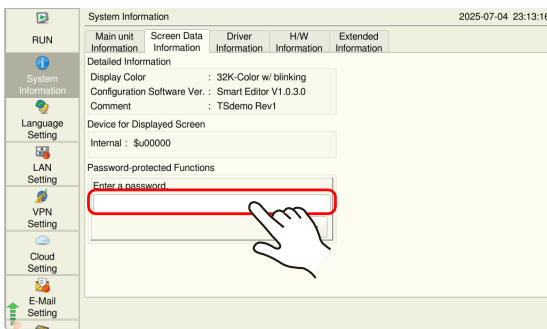 System Information
2025-07-04 23:13:16
RUN
System
Information
Language
Setting
LAN
Setting
VPN
Setting
Cloud
Setting
E-Mail
Setting
Main unit
Information
Screen Data
Information
Driver
Information
H/W
Information
Extended
Information
Detailed Information
Display Color : 32K-Color w/ blinking
Configuration Software Ver. : Smart Editor V1.0.3.0
Comment : TSdemo Rev1
Device for Displayed Screen
Internal : $u00000
Password-protected Functions
Enter a password.